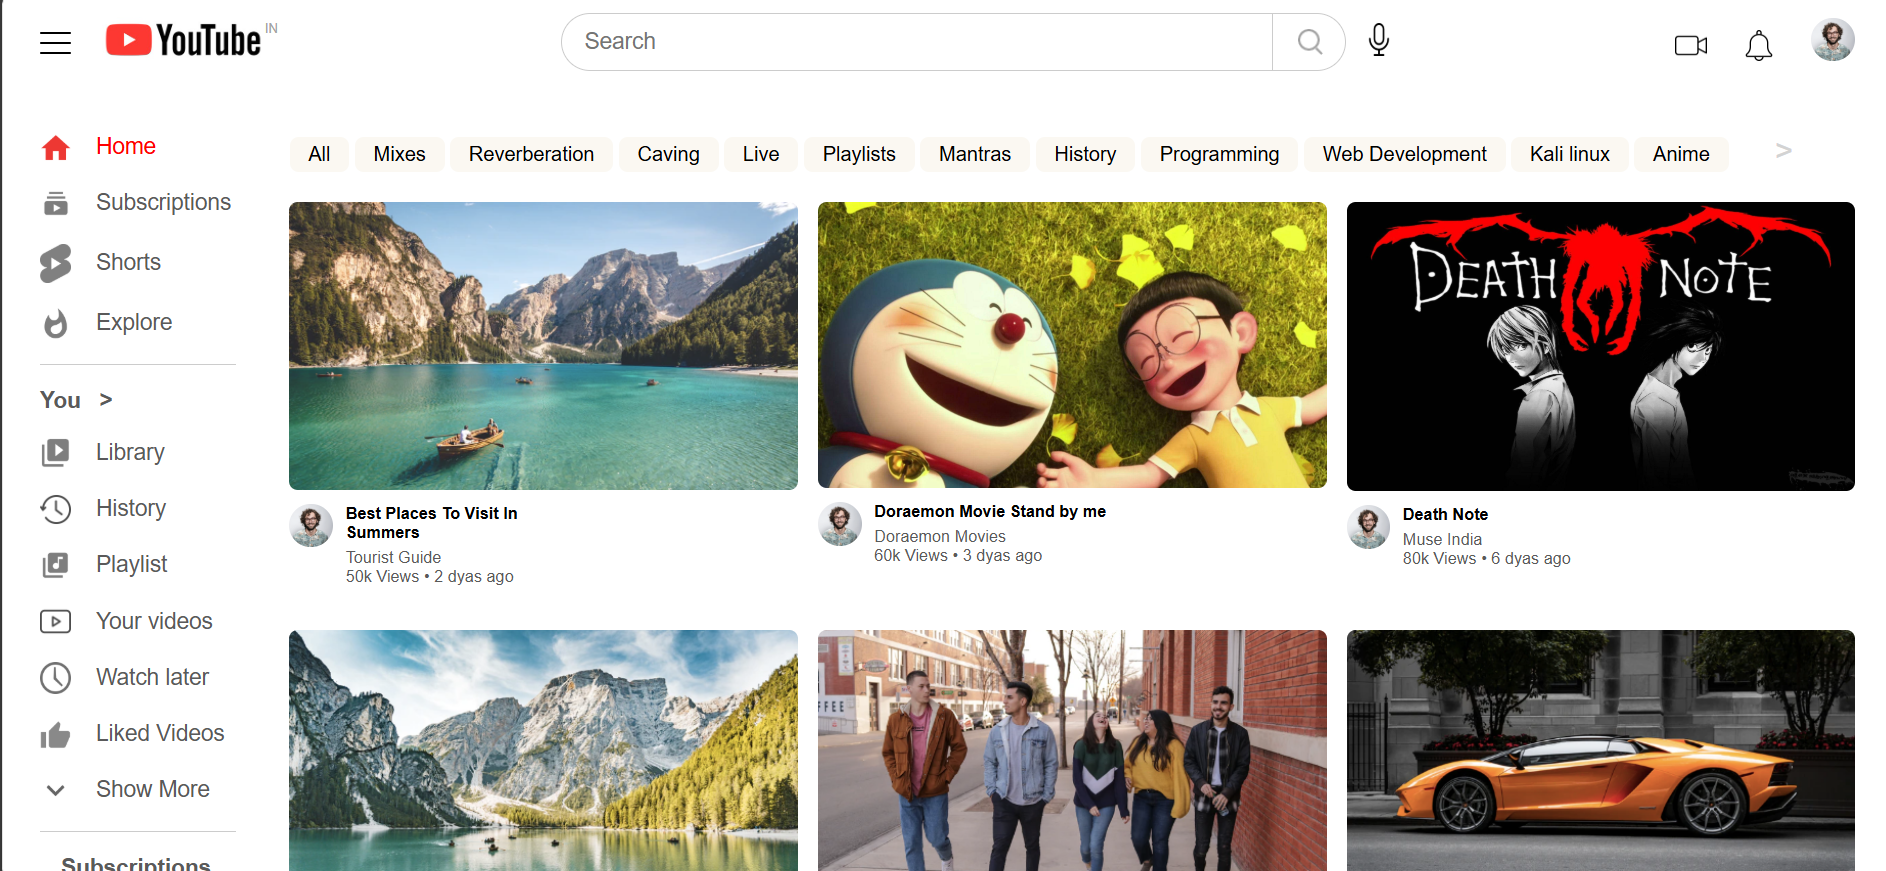 YouTube IN
Search
Home
Subscriptions
Shorts
Explore
You >
Library
History
Playlist
Your videos
Watch later
Liked Videos
Show More
Subscriptions
All Mixes Reverberation Caving Live Playlists Mantras History Programming Web Development Kali linux Anime >
DEATH NOTE
Best Places To Visit In
Summers
Tourist Guide
50k Views • 2 dyas ago
Doraemon Movie Stand by me
Doraemon Movies
60k Views • 3 dyas ago
Death Note
Muse India
80k Views • 6 dyas ago
FFEE